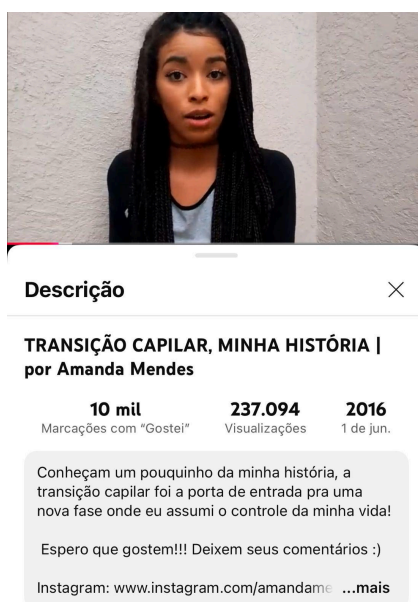 Descrição
TRANSIÇÃO CAPILAR, MINHA HISTÓRIA |
por Amanda Mendes
10 mil 237.094 2016
Marcações com “Gostei” Visualizações 1 de jun.
Conheçam um pouquinho da minha história, a
transição capilar foi a porta de entrada pra uma
nova fase onde eu assumi o controle da minha vida!
Espero que gostem!!! Deixem seus comentários :)
Instagram: www.instagram.com/amandame ...mais